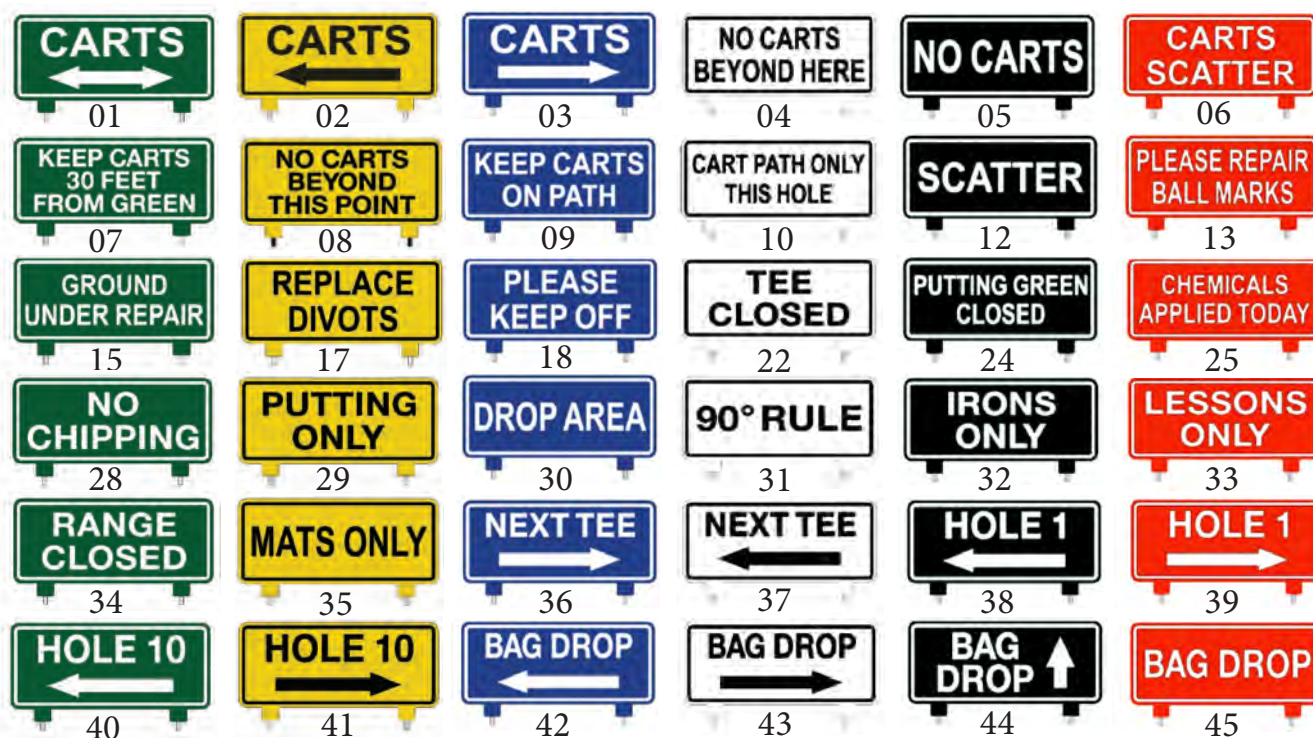 CARTS
01
CARTS
02
CARTS
03
NO CARTS
BEYOND HERE
04
NO CARTS
05
CARTS
SCATTER
06
KEEP CARTS
30 FEET
FROM GREEN
07
NO CARTS
BEYOND
THIS POINT
08
KEEP CARTS
ON PATH
09
CART PATH ONLY
THIS HOLE
10
SCATTER
12
PLEASE REPAIR
BALL MARKS
13
GROUND
UNDER REPAIR
15
REPLACE
DIVOTS
17
PLEASE
KEEP OFF
18
TEE
CLOSED
22
PUTTING GREEN
CLOSED
24
CHEMICALS
APPLIED TODAY
25
NO
CHIPPING
28
PUTTING
ONLY
29
DROP AREA
30
90° RULE
31
IRONS
ONLY
32
LESSONS
ONLY
33
RANGE
CLOSED
34
MATS ONLY
35
NEXT TEE
36
NEXT TEE
37
HOLE 1
38
HOLE 1
39
HOLE 10
40
HOLE 10
41
BAG DROP
42
BAG DROP
43
BAG
DROP
44
BAG DROP
45